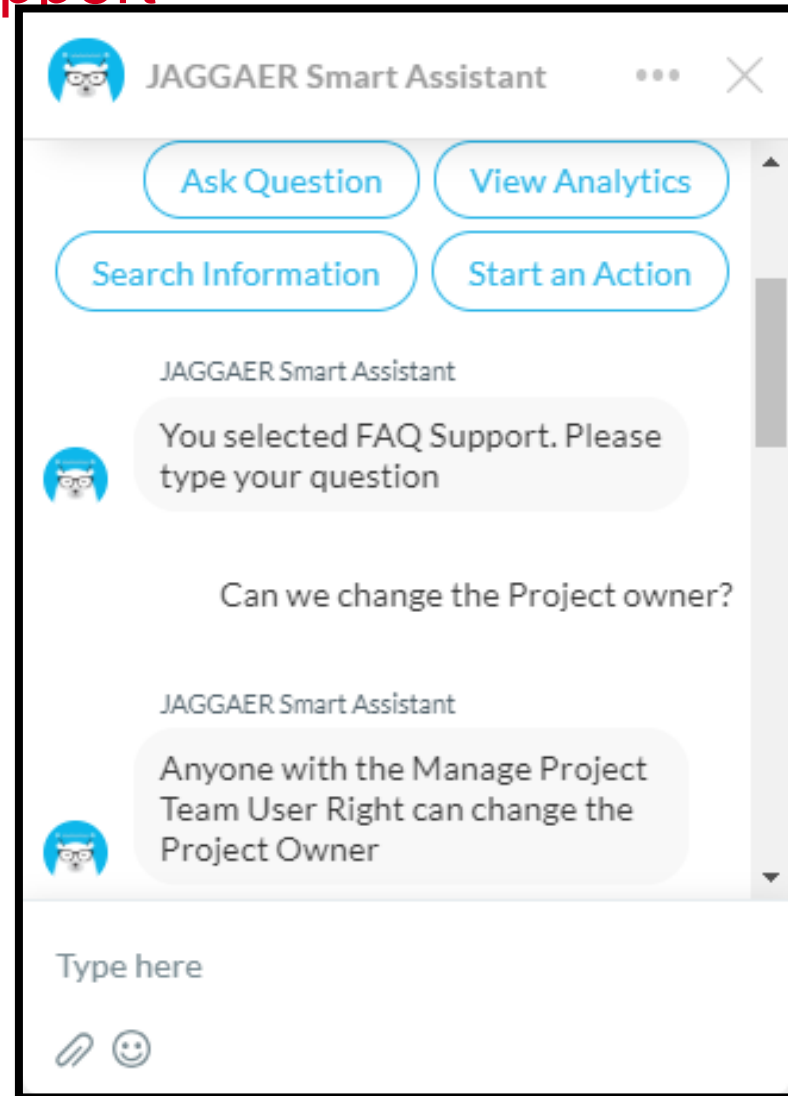 JAGGAER Smart Assistant
Ask Question
View Analytics
Search Information
Start an Action
JAGGAER Smart Assistant
You selected FAQ Support. Please
type your question
Can we change the Project owner?
JAGGAER Smart Assistant
Anyone with the Manage Project
Team User Right can change the
Project Owner
Type here